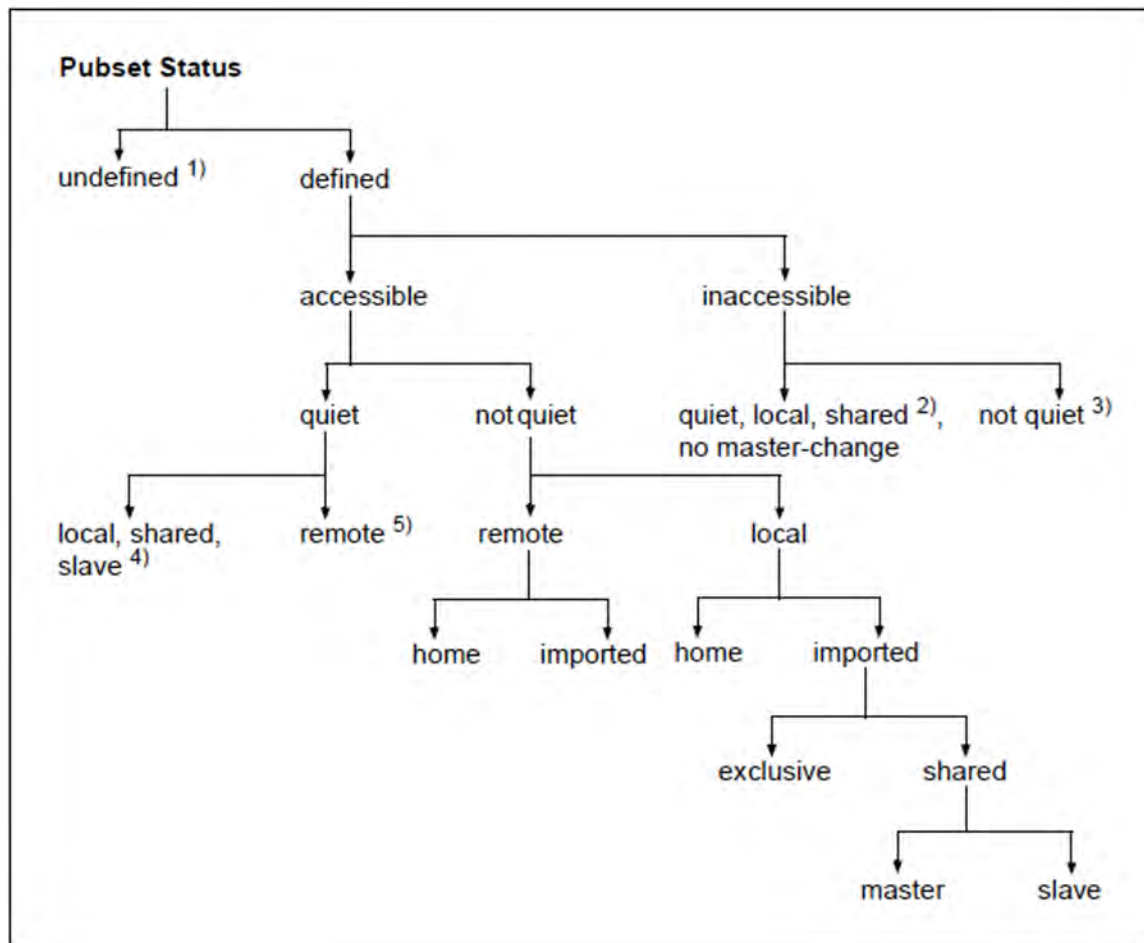 Pubset Status
undefined 1)
defined
accessible
inaccessible
quiet
not quiet
quiet, local, shared 2),
no master-change
not quiet 3)
local, shared,
slave 4)
remote 5)
remote
local
home
imported
home
imported
exclusive
shared
master
slave